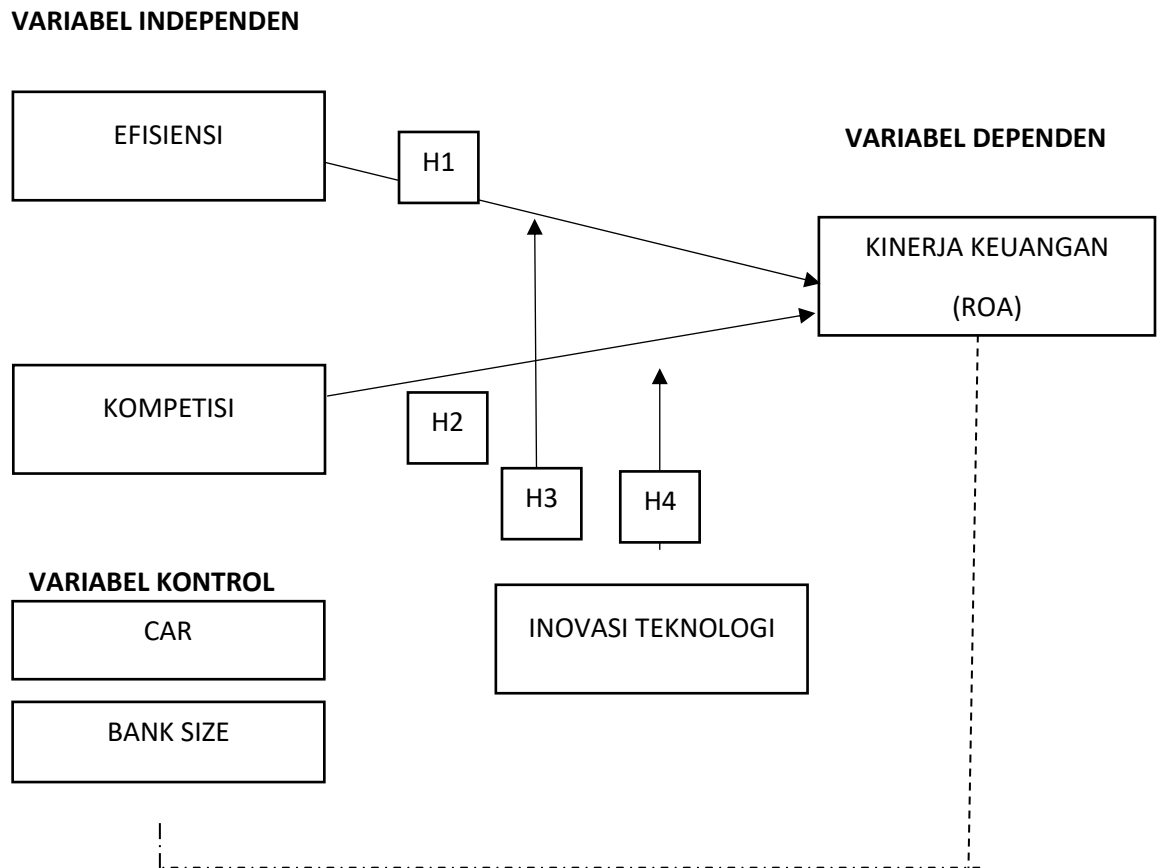 VARIABEL INDEPENDEN
EFISIENSI
H1
VARIABEL DEPENDEN
KINERJA KEUANGAN
(ROA)
KOMPETISI
H2
H3
H4
VARIABEL KONTROL
CAR
INOVASI TEKNOLOGI
BANK SIZE